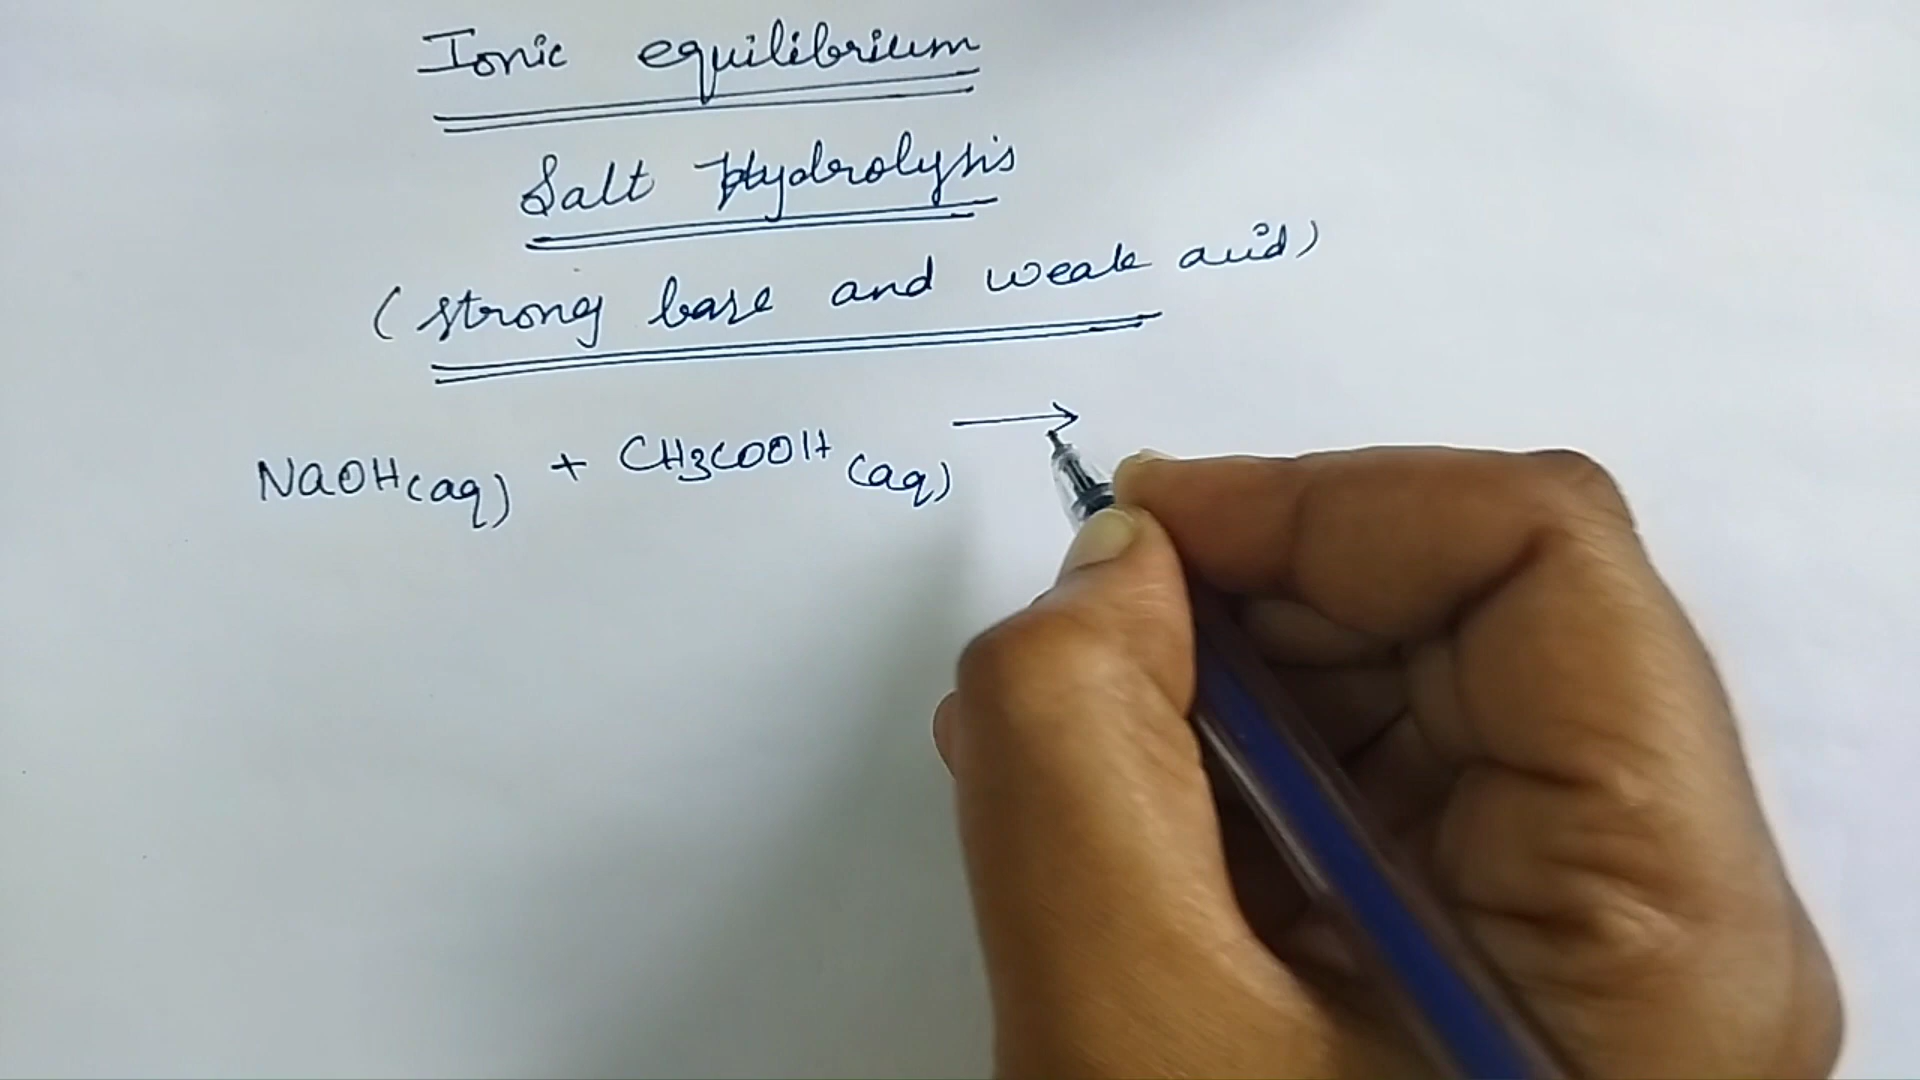 Ionic equilibrium
Salt Hydrolysis
(strong base and weak acid)
NaOH(aq) + CH3COOH (aq) →